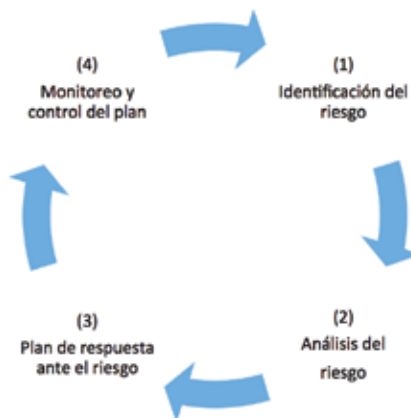 (1)
Identificación del
riesgo
(2)
Análisis del
riesgo
(3)
Plan de respuesta
ante el riesgo
(4)
Monitoreo y
control del plan